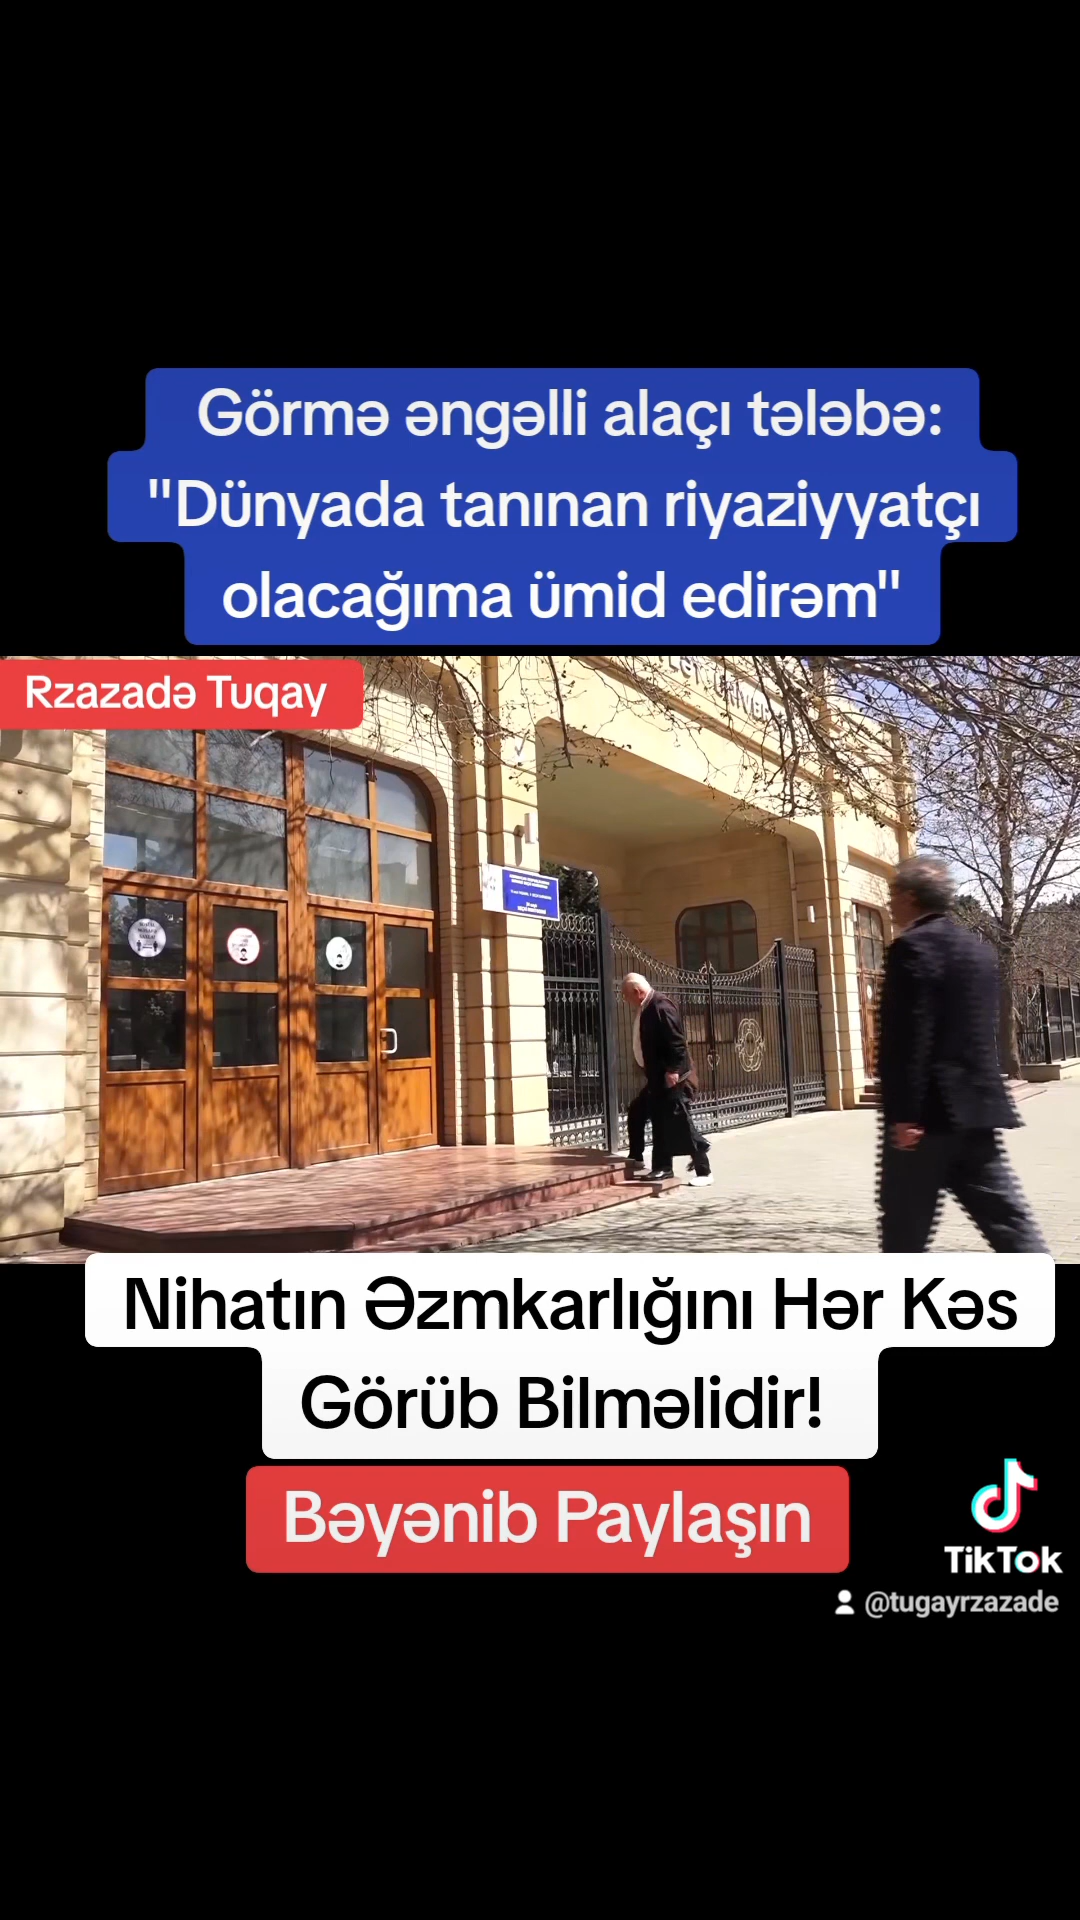 Görmə əngəlli alaçı tələbə:
"Dünyada tanınan riyaziyyatçı
olacağıma ümid edirəm"
Rzazadə Tuqay
Nihatın Əzmkarlığını Hər Kəs
Görüb Bilməlidir!
Bəyənib Paylaşın
TikTok
@tugayrzazade